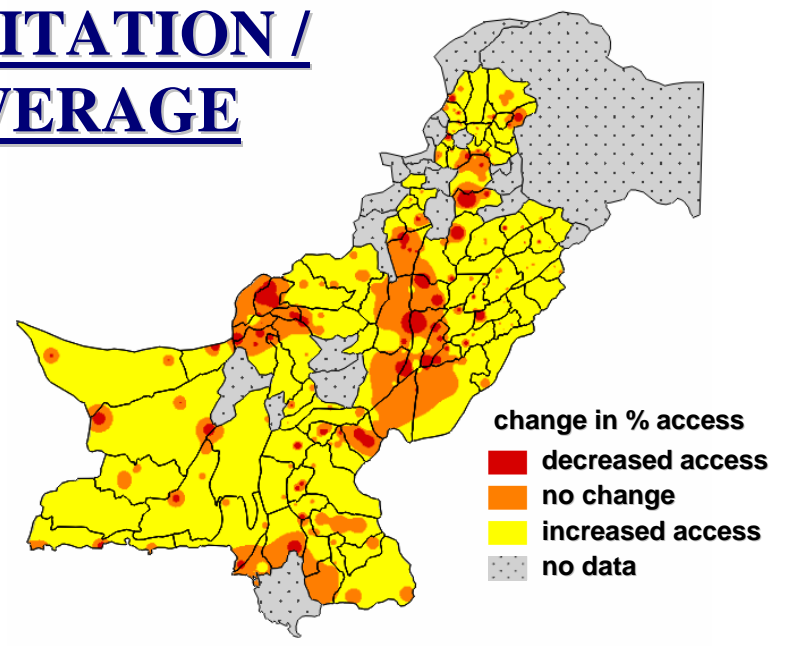 ITATION /
VERAGE
change in % access
decreased access
no change
increased access
no data